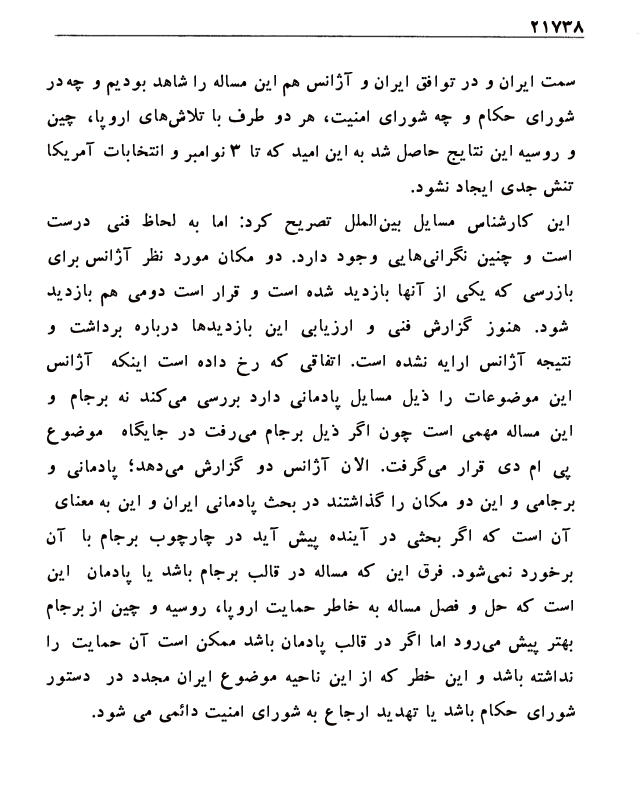 ۲۱۷۳۸
سمت ایران و در توافق ایران و آژانس هم این مساله را شاهد بودیم و چه در
شورای حکام و چه شورای امنیت، هر دو طرف با تلاش‌های اروپا، چین
و روسیه این نتایج حاصل شد به این امید که تا ۳ نوامبر و انتخابات آمریکا
تنش جدی ایجاد نشود.
این کارشناس مسایل بین‌الملل تصریح کرد: اما به لحاظ فنی درست
است و چنین نگرانی‌هایی وجود دارد. دو مکان مورد نظر آژانس برای
بازرسی که یکی از آنها بازدید شده است و قرار است دومی هم بازدید
شود. هنوز گزارش فنی و ارزیابی این بازدیدها درباره برداشت و
نتیجه آژانس ارایه نشده است. اتفاقی که رخ داده است اینکه آژانس
این موضوعات را ذیل مسایل پادمانی دارد بررسی می‌کند نه برجام و
این مساله مهمی است چون اگر ذیل برجام می‌رفت در جایگاه موضوع
پی ام دی قرار می‌گرفت. الان آژانس دو گزارش می‌دهد؛ پادمانی و
برجامی و این دو مکان را گذاشتند در بحث پادمانی ایران و این به معنای
آن است که اگر بحثی در آینده پیش آید در چارچوب برجام با آن
برخورد نمی‌شود. فرق این که مساله در قالب برجام باشد یا پادمان این
است که حل و فصل مساله به خاطر حمایت اروپا، روسیه و چین از برجام
بهتر پیش می‌رود اما اگر در قالب پادمان باشد ممکن است آن حمایت را
نداشته باشد و این خطر که از این ناحیه موضوع ایران مجدد در دستور
شورای حکام باشد یا تهدید ارجاع به شورای امنیت دائمی می شود.